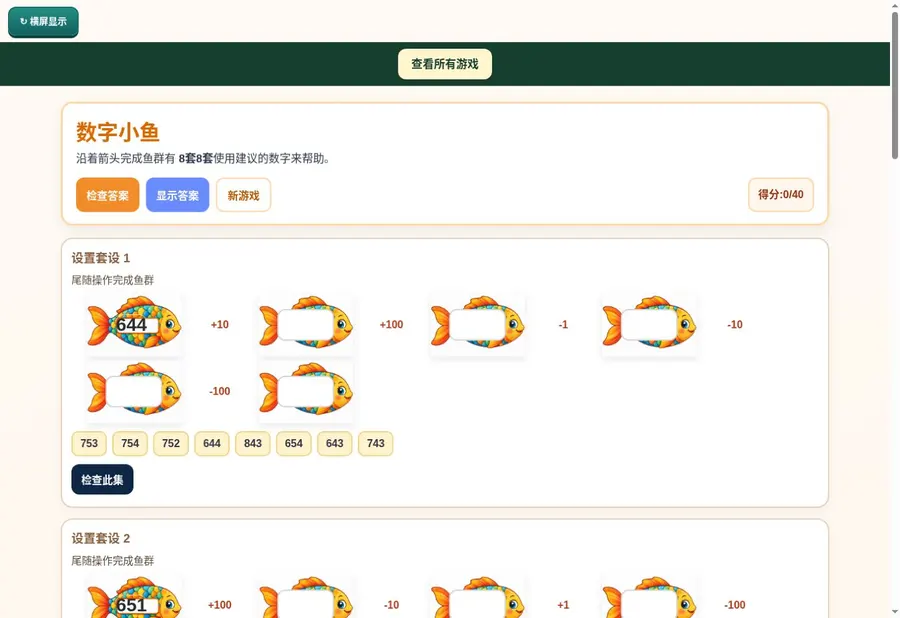 ↻ 横屏显示
查看所有游戏
数字小鱼
沿着箭头完成鱼群有 8套8套使用建议的数字来帮助。
检查答案 显示答案 新游戏 得分:0/40
设置套设 1
尾随操作完成鱼群
644 +10 +100 -1 -10
-100
753 754 752 644 843 654 643 743
检查此集
设置套设 2
尾随操作完成鱼群
651 +100 -10 +1 -100